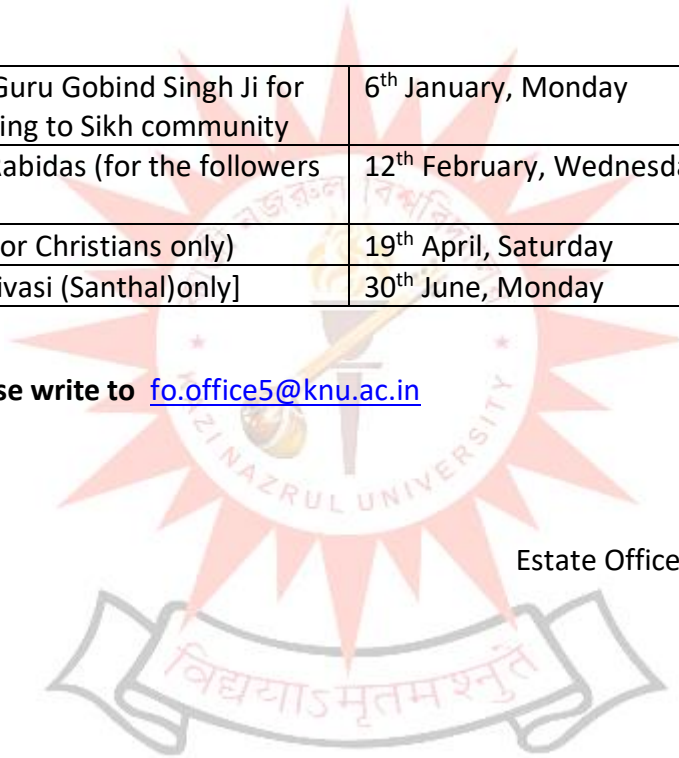 Guru Gobind Singh Ji for 6th January, Monday
ing to Sikh community
Rabidas (for the followers 12th February, Wednesda
or Christians only) 19th April, Saturday
ivasi (Santhal)only] 30th June, Monday
se write to fo.office5@knu.ac.in
KAZI NAZRUL UNIVERSITY
Estate Office
विद्ययाऽमृतमश्नुते